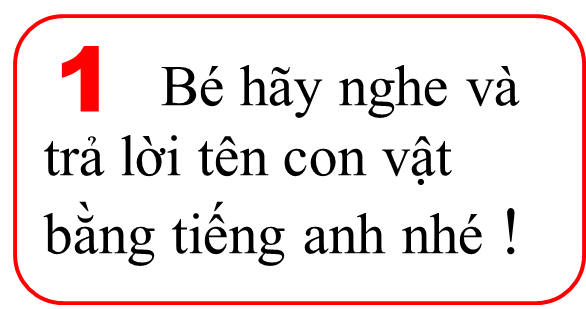 1 Bé hãy nghe và
trả lời tên con vật
bằng tiếng anh nhé !